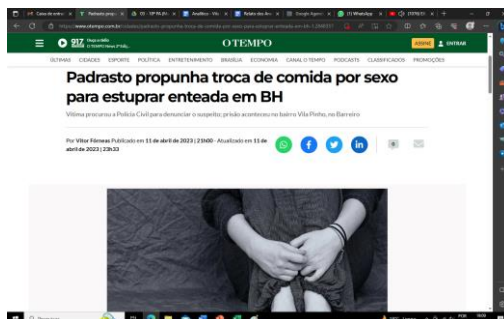 O TEMPO
ASSINE ENTRAR
ÚLTIMAS CIDADES ESPORTE POLÍTICA ENTRETENIMENTO BRASÍLIA ECONOMIA CANAL O TEMPO PODCASTS CLASSIFICADOS PROMOÇÕES
Padrasto propunha troca de comida por sexo
para estuprar enteada em BH
Vítima procurou a Polícia Civil para denunciar o suspeito; prisão aconteceu no bairro Vila Pinho, no Barreiro
Por Vitor Fórneas Publicado em 11 de abril de 2023 | 21h00 - Atualizado em 11 de
abril de 2023 | 23h33